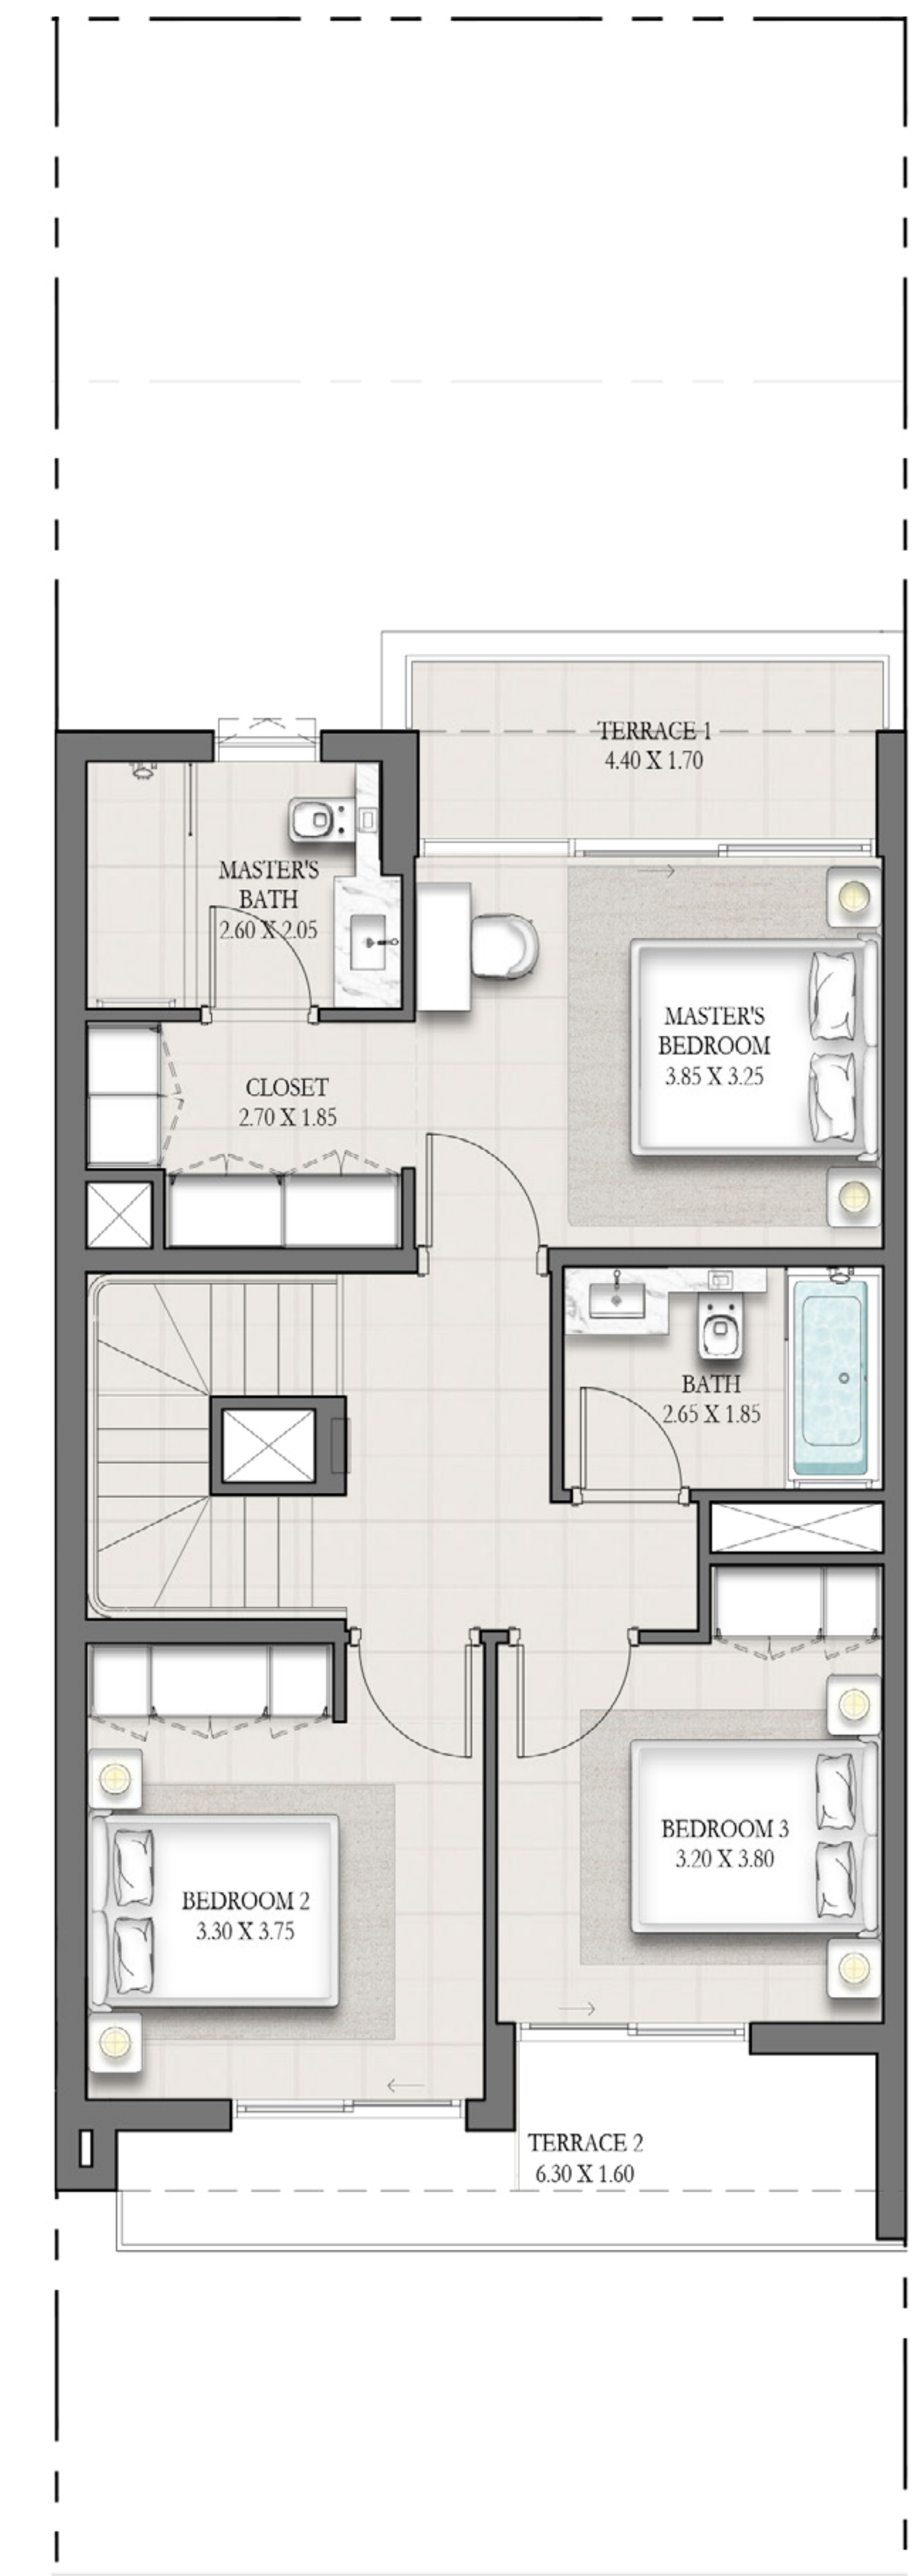 TERRACE 1
4.40 X 1.70
MASTER'S
BATH
2.60 X 2.05
MASTER'S
BEDROOM
3.85 X 3.25
CLOSET
2.70 X 1.85
BATH
2.65 X 1.85
BEDROOM 3
3.20 X 3.80
BEDROOM 2
3.30 X 3.75
TERRACE 2
6.30 X 1.60